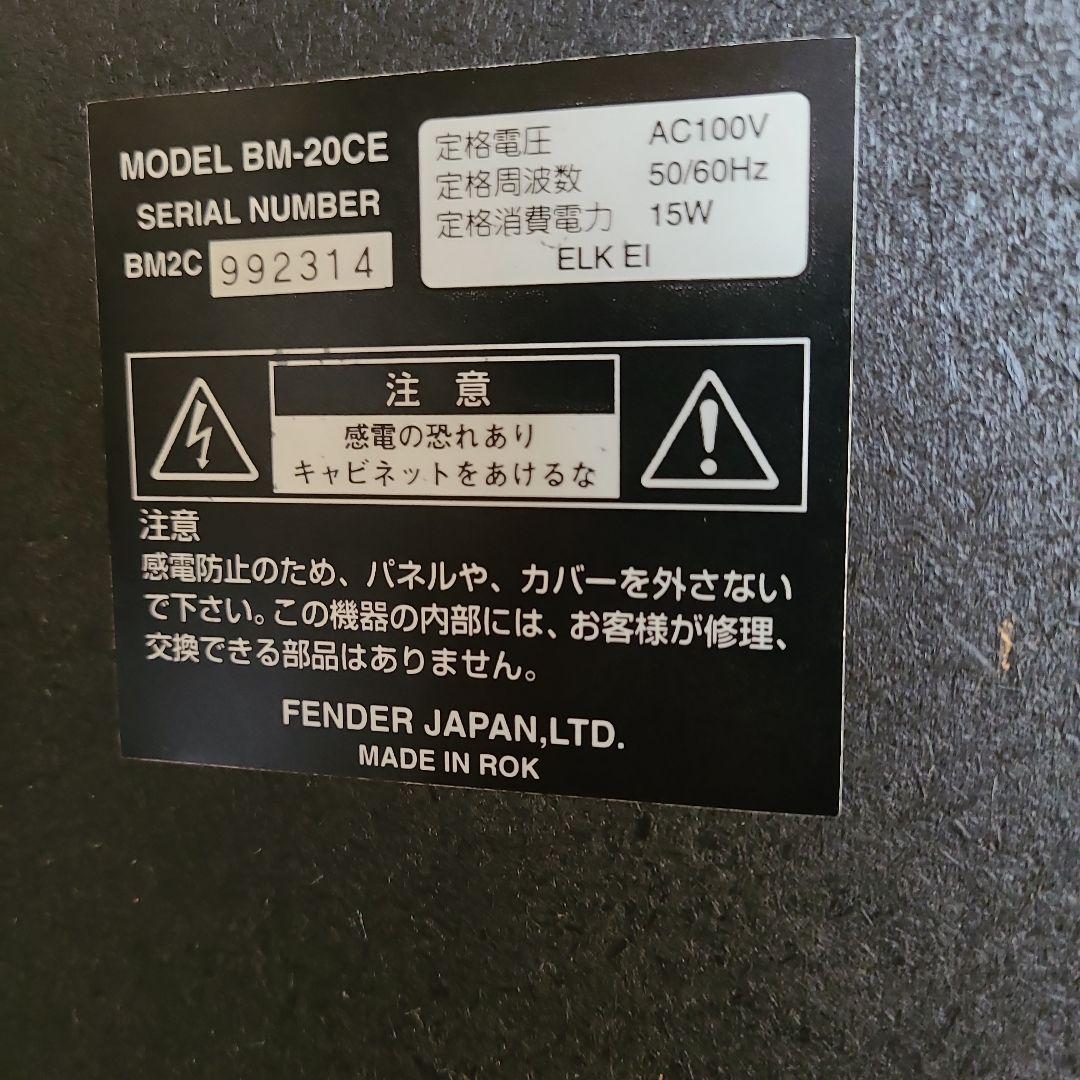 MODEL BM-20CE
SERIAL NUMBER
BM2C 992314
定格電圧 AC100V
定格周波数 50/60Hz
定格消費電力 15W
ELK EI
注意
感電の恐れあり
キャビネットをあけるな
注意
感電防止のため、パネルや、カバーを外さない
で下さい。この機器の内部には、お客様が修理、
交換できる部品はありません。
FENDER JAPAN,LTD.
MADE IN ROK